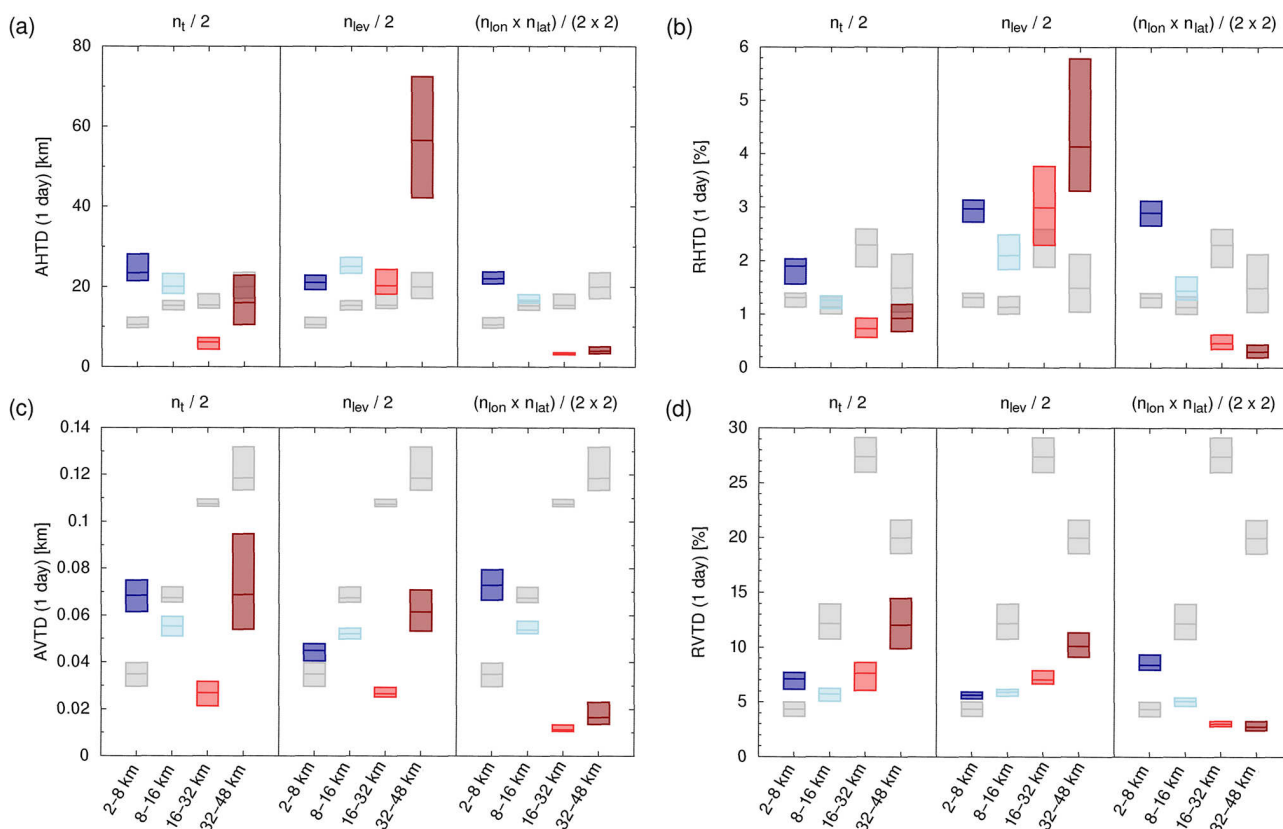 (a) n_t / 2 n_lev / 2 (n_lon x n_lat) / (2 x 2)
AHTD (1 day) [km]
80
60
40
20
0
(b) n_t / 2 n_lev / 2 (n_lon x n_lat) / (2 x 2)
RHTD (1 day) [%]
6
5
4
3
2
1
0
(c) n_t / 2 n_lev / 2 (n_lon x n_lat) / (2 x 2)
AVTD (1 day) [km]
0.14
0.12
0.1
0.08
0.06
0.04
0.02
0
2–8 km 8–16 km 16–32 km 32–48 km 2–8 km 8–16 km 16–32 km 32–48 km 2–8 km 8–16 km 16–32 km 32–48 km
(d) n_t / 2 n_lev / 2 (n_lon x n_lat) / (2 x 2)
RVTD (1 day) [%]
30
25
20
15
10
5
0
2–8 km 8–16 km 16–32 km 32–48 km 2–8 km 8–16 km 16–32 km 32–48 km 2–8 km 8–16 km 16–32 km 32–48 km